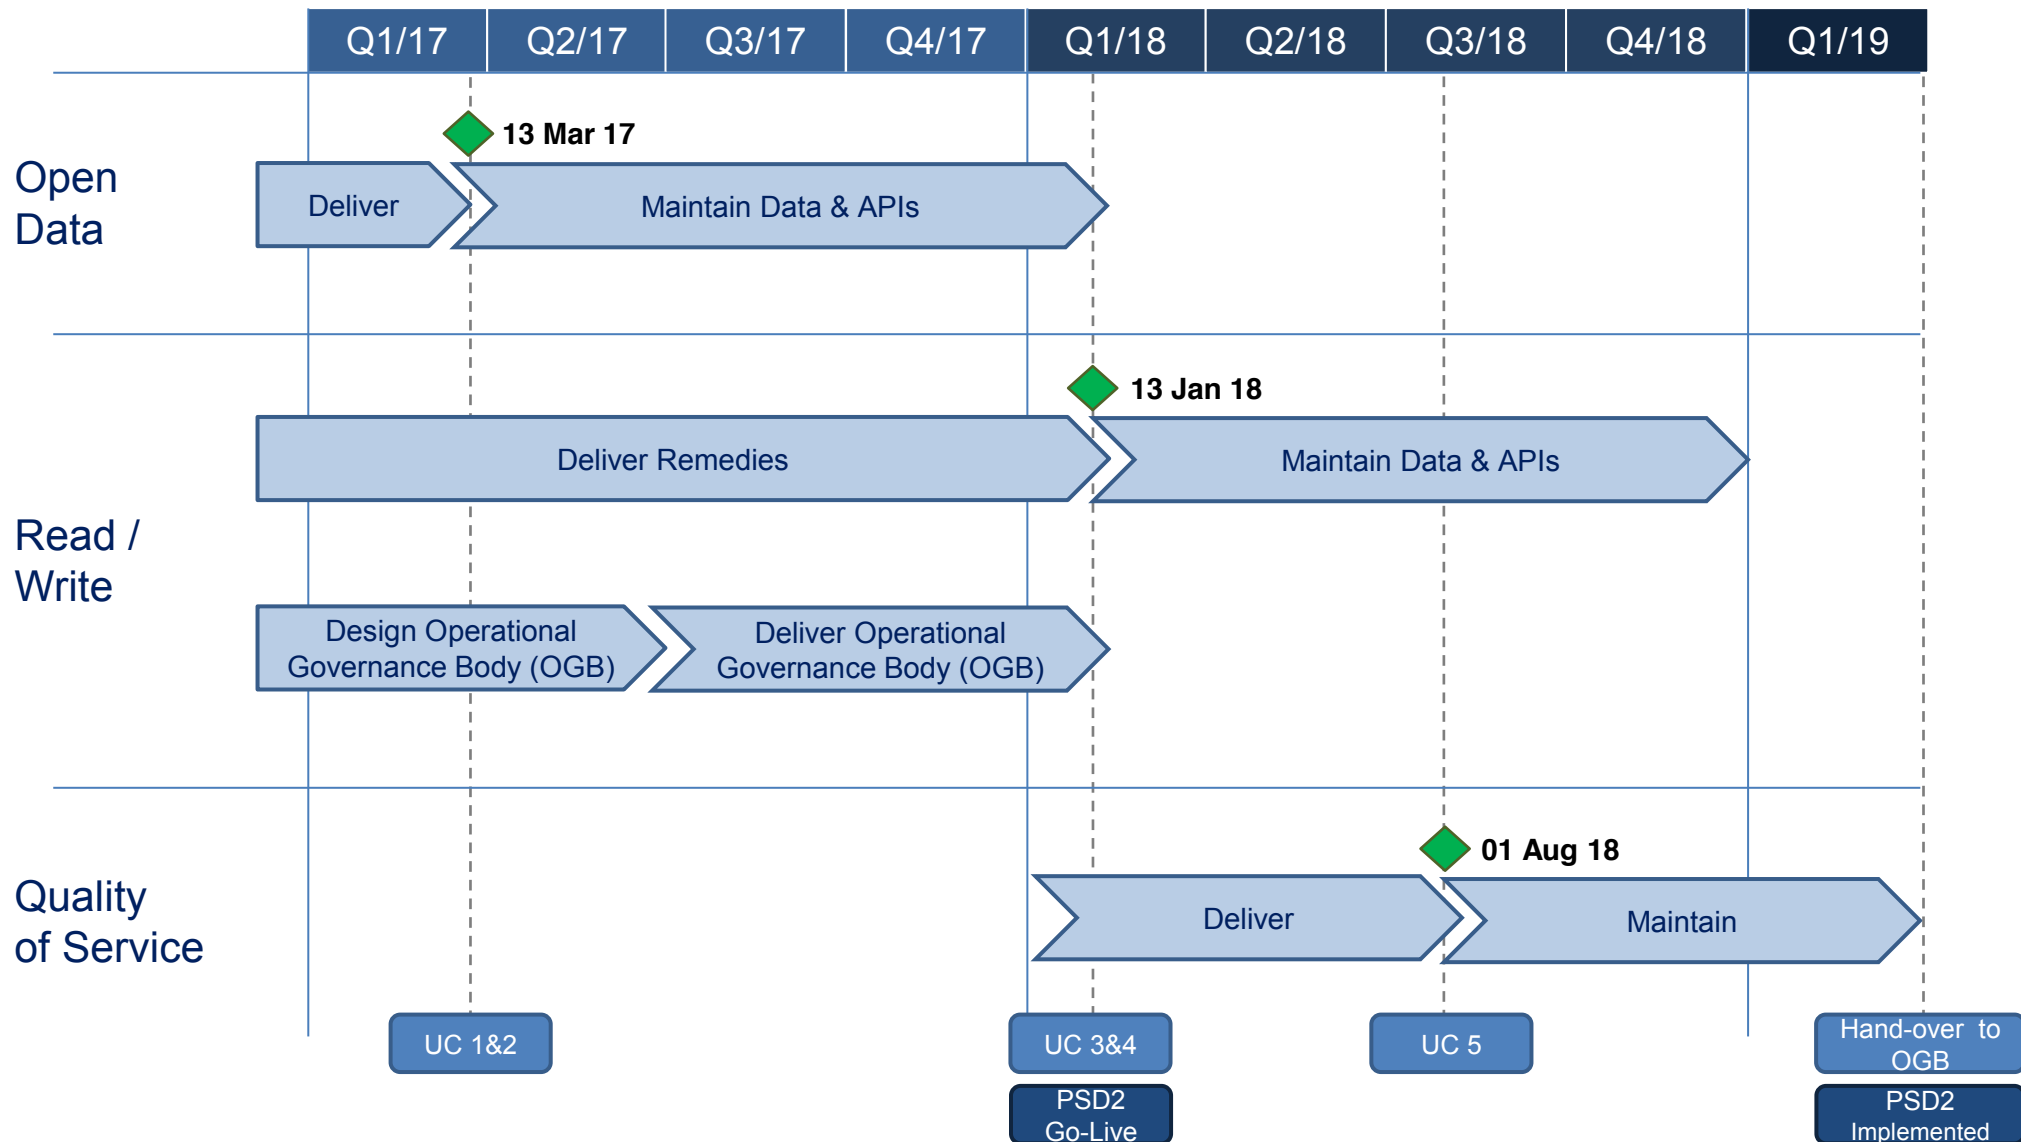 Q1/17 Q2/17 Q3/17 Q4/17 Q1/18 Q2/18 Q3/18 Q4/18 Q1/19
13 Mar 17
Open
Data
Deliver
Maintain Data & APIs
13 Jan 18
Read /
Write
Deliver Remedies
Maintain Data & APIs
Design Operational
Governance Body (OGB)
Deliver Operational
Governance Body (OGB)
01 Aug 18
Quality
of Service
Deliver
Maintain
UC 1&2
UC 3&4
UC 5
Hand-over to
OGB
PSD2
Go-Live
PSD2
Implemented